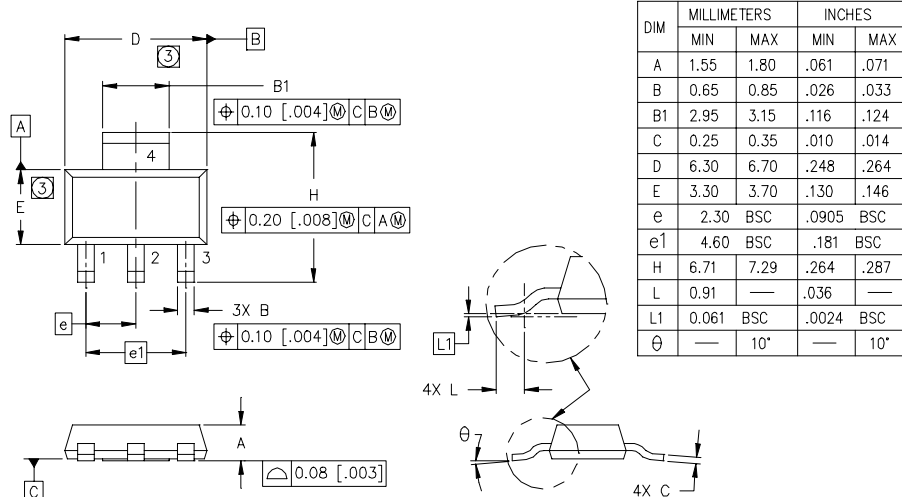 D
B
3
B1
⌖ 0.10 [.004]Ⓜ C BⓂ
A
4
3
E
H
⌖ 0.20 [.008]Ⓜ C AⓂ
1 2 3
3X B
e
⌖ 0.10 [.004]Ⓜ C BⓂ
e1
L1
4X L
A
⌓ 0.08 [.003]
C
θ
4X C
DIM MILLIMETERS INCHES
MIN MAX MIN MAX
A 1.55 1.80 .061 .071
B 0.65 0.85 .026 .033
B1 2.95 3.15 .116 .124
C 0.25 0.35 .010 .014
D 6.30 6.70 .248 .264
E 3.30 3.70 .130 .146
e 2.30 BSC .0905 BSC
e1 4.60 BSC .181 BSC
H 6.71 7.29 .264 .287
L 0.91 — .036 —
L1 0.061 BSC .0024 BSC
θ — 10° — 10°